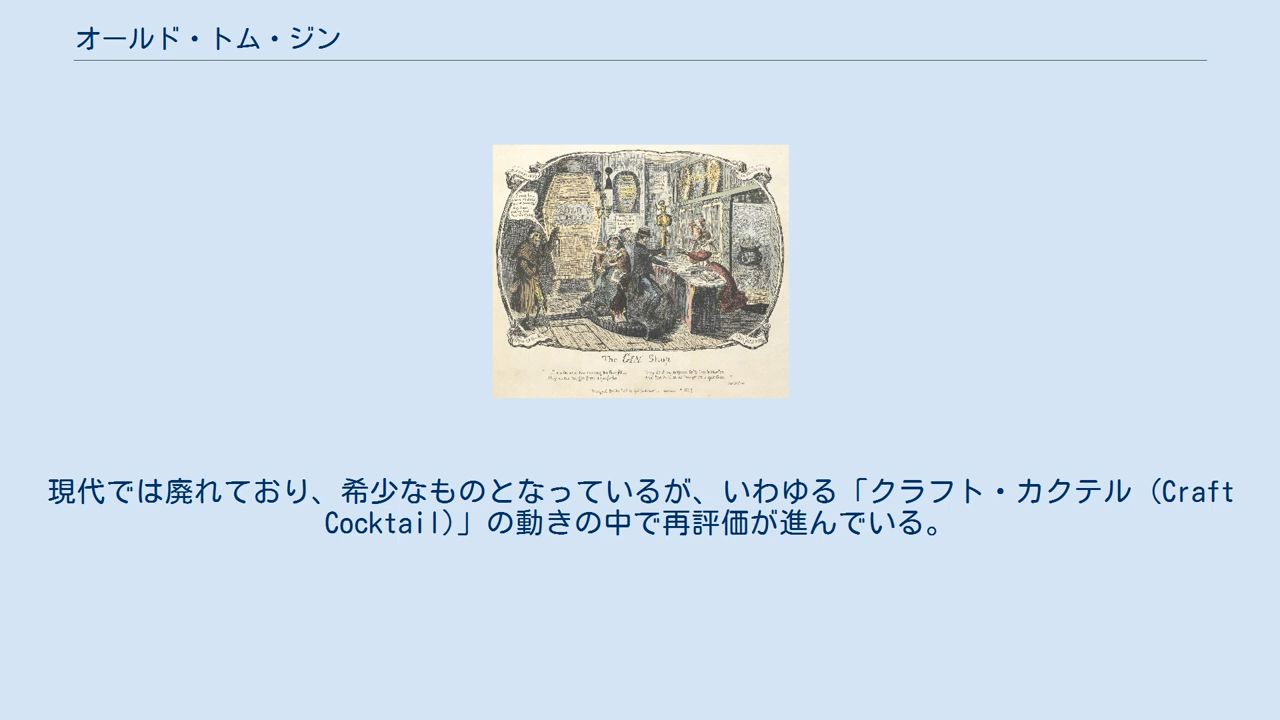 オールド・トム・ジン
The GIN Shop
現代では廃れており、希少なものとなっているが、いわゆる「クラフト・カクテル (Craft
Cocktail)」の動きの中で再評価が進んでいる。